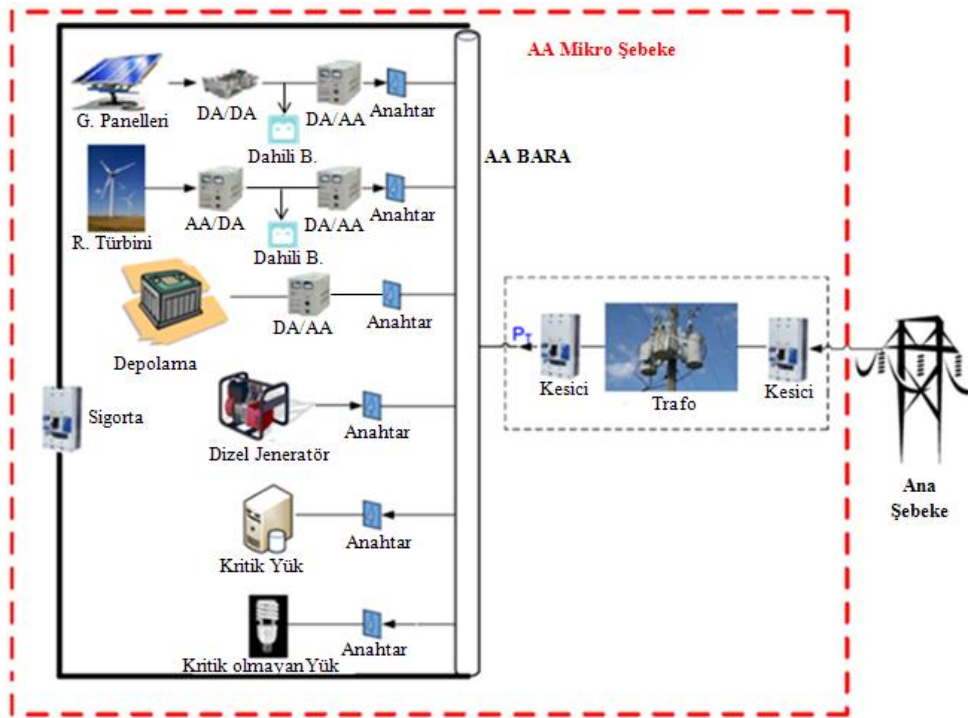 AA Mikro Şebeke
G. Panelleri
DA/DA
DA/AA
Anahtar
Dahili B.
AA BARA
R. Türbini
AA/DA
DA/AA
Anahtar
Dahili B.
Depolama
DA/AA
Anahtar
PT
Kesici
Trafo
Kesici
Sigorta
Dizel Jeneratör
Anahtar
Ana
Şebeke
Kritik Yük
Anahtar
Kritik olmayan Yük
Anahtar